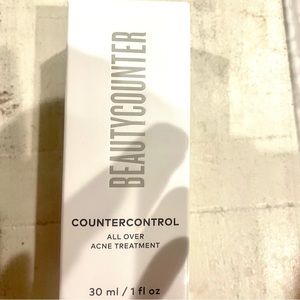 BEAUTYCOUNTER
COUNTERCONTROL
ALL OVER
ACNE TREATMENT
30 ml / 1 fl oz